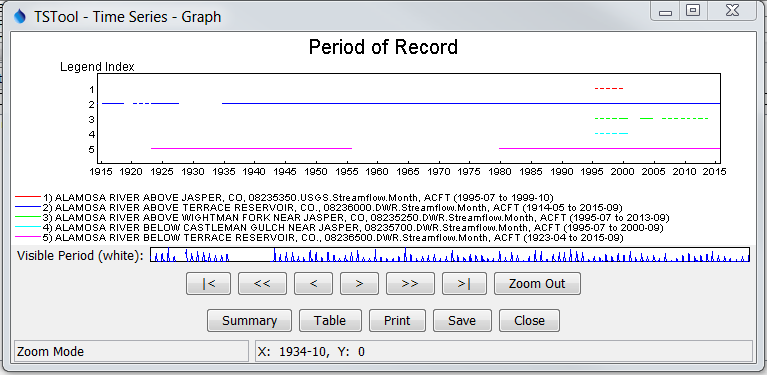 TSTool - Time Series - Graph
Period of Record
Legend Index
1
2
3
4
5
1915 1920 1925 1930 1935 1940 1945 1950 1955 1960 1965 1970 1975 1980 1985 1990 1995 2000 2005 2010 2015
1) ALAMOSA RIVER ABOVE JASPER, CO, 08235350.USGS.Streamflow.Month, ACFT (1995-07 to 1999-10)
2) ALAMOSA RIVER ABOVE TERRACE RESERVOIR, CO., 08236000.DWR.Streamflow.Month, ACFT (1914-05 to 2015-09)
3) ALAMOSA RIVER ABOVE WIGHTMAN FORK NEAR JASPER, CO, 08235250.DWR.Streamflow.Month, ACFT (1995-07 to 2013-09)
4) ALAMOSA RIVER BELOW CASTLEMAN GULCH NEAR JASPER, CO, 08235700.DWR.Streamflow.Month, ACFT (1995-07 to 2000-09)
5) ALAMOSA RIVER BELOW TERRACE RESERVOIR, CO., 08236500.DWR.Streamflow.Month, ACFT (1923-04 to 2015-09)
Visible Period (white):
|< << < > >> >| Zoom Out
Summary Table Print Save Close
Zoom Mode X: 1934-10, Y: 0